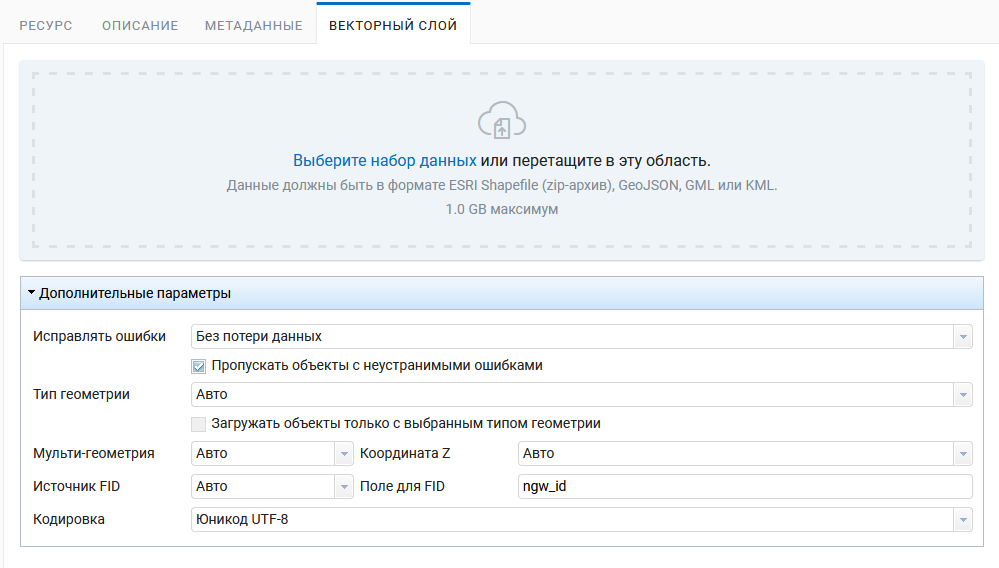 РЕСУРС ОПИСАНИЕ МЕТАДАННЫЕ ВЕКТОРНЫЙ СЛОЙ
Выберите набор данных или перетащите в эту область.
Данные должны быть в формате ESRI Shapefile (zip-архив), GeoJSON, GML или KML.
1.0 GB максимум
Дополнительные параметры
Исправлять ошибки Без потери данных
Пропускать объекты с неустранимыми ошибками
Тип геометрии Авто
Загружать объекты только с выбранным типом геометрии
Мульти-геометрия Авто Координата Z Авто
Источник FID Авто Поле для FID ngw_id
Кодировка Юникод UTF-8